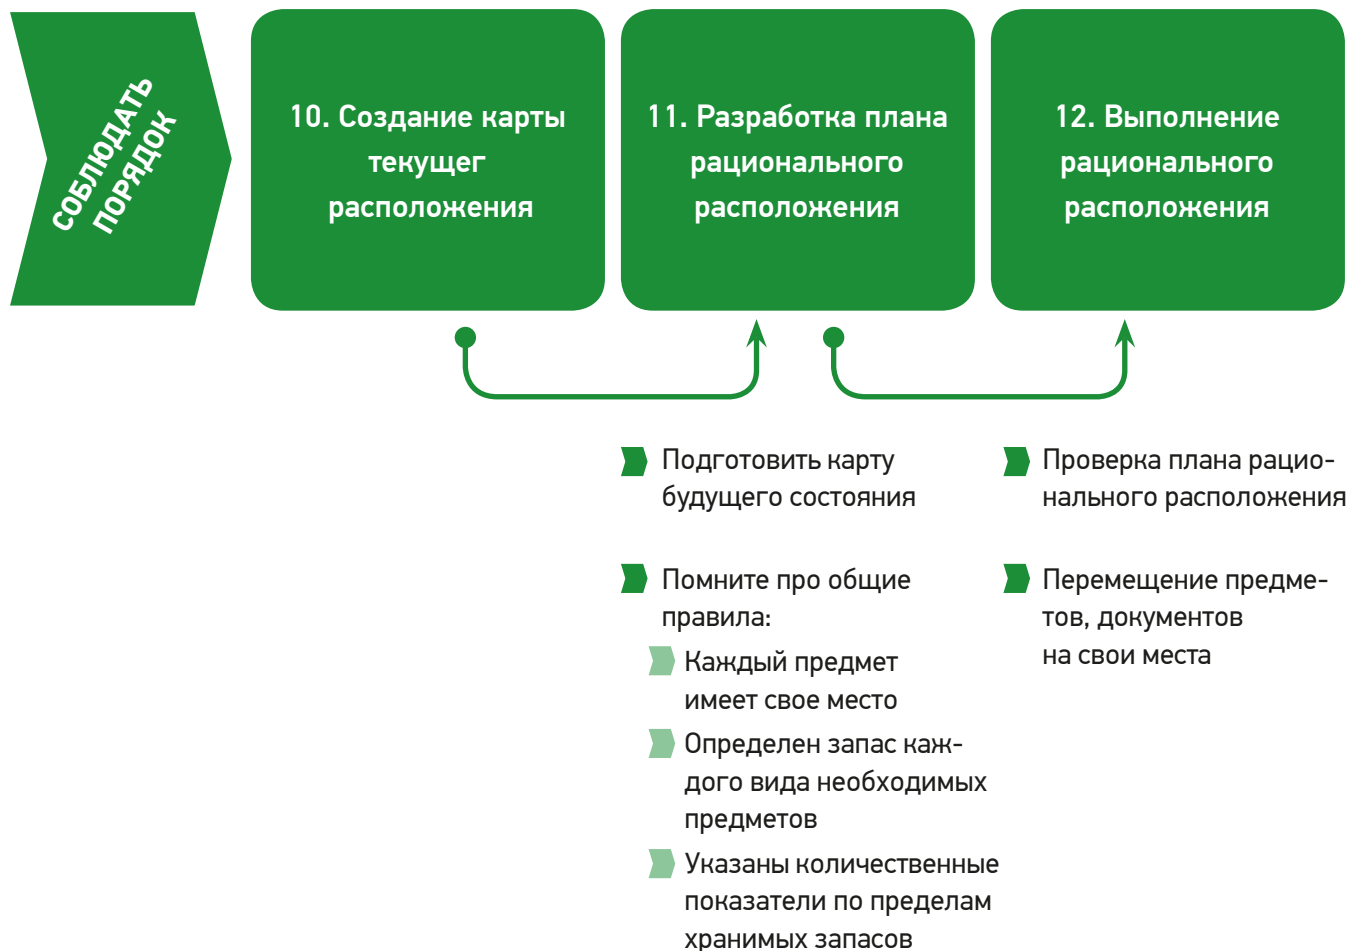 СОБЛЮДАТЬ
ПОРЯДОК
10. Создание карты
текущег
расположения
11. Разработка плана
рационального
расположения
12. Выполнение
рационального
расположения
Подготовить карту
будущего состояния
Помните про общие
правила:
Каждый предмет
имеет свое место
Определен запас каж-
дого вида необходимых
предметов
Указаны количественные
показатели по пределам
хранимых запасов
Проверка плана рацио-
нального расположения
Перемещение предме-
тов, документов
на свои места